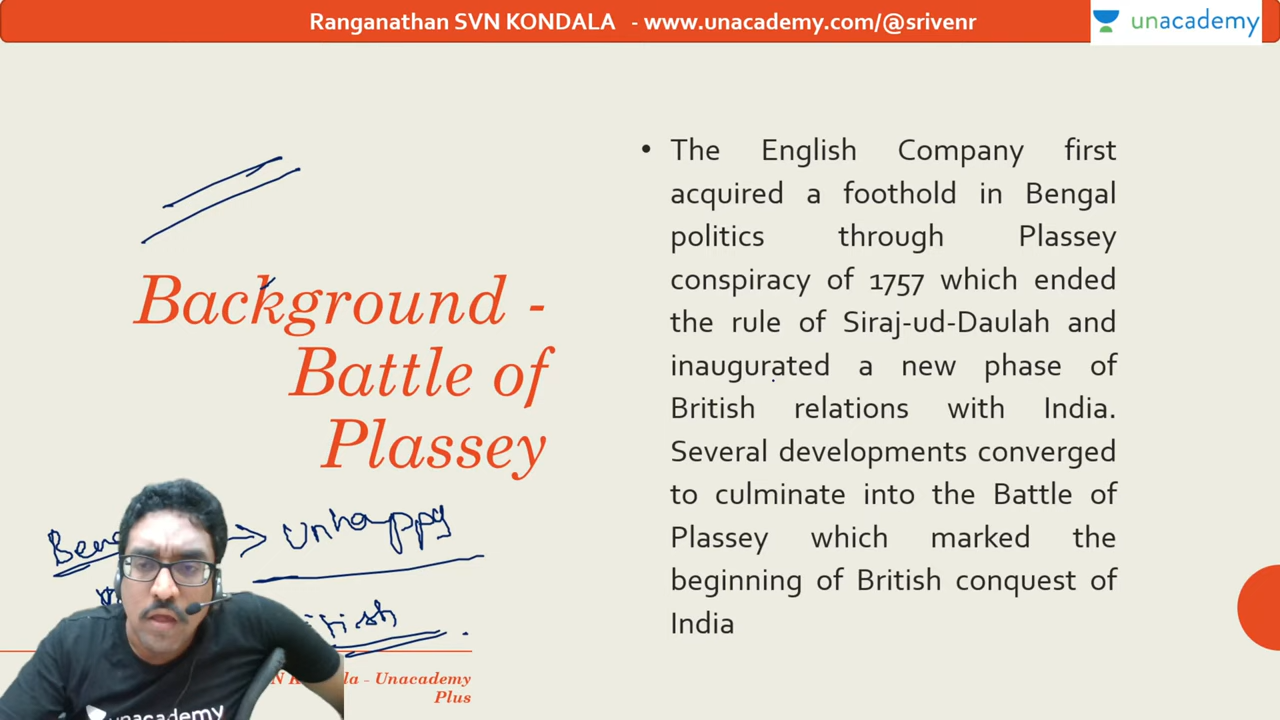 Ranganathan SVN KONDALA - www.unacademy.com/@srivenr
unacademy
Background -
Battle of
Plassey
Unhappy
• The English Company first
acquired a foothold in Bengal
politics through Plassey
conspiracy of 1757 which ended
the rule of Siraj-ud-Daulah and
inaugurated a new phase of
British relations with India.
Several developments converged
to culminate into the Battle of
Plassey which marked the
beginning of British conquest of
India
- Unacademy
Plus
unacademy